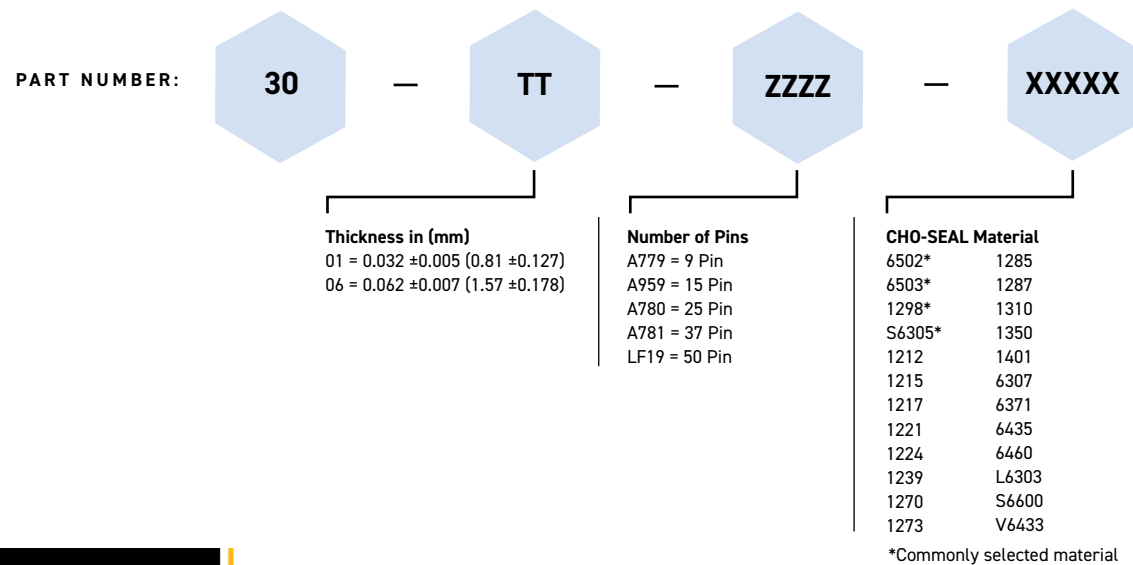 PART NUMBER: 30 — TT — ZZZZ — XXXXX
Thickness in (mm)
01 = 0.032 ±0.005 (0.81 ±0.127)
06 = 0.062 ±0.007 (1.57 ±0.178)
Number of Pins
A779 = 9 Pin
A959 = 15 Pin
A780 = 25 Pin
A781 = 37 Pin
LF19 = 50 Pin
CHO-SEAL Material
6502* 1285
6503* 1287
1298* 1310
S6305* 1350
1212 1401
1215 6307
1217 6371
1221 6435
1224 6460
1239 L6303
1270 S6600
1273 V6433
*Commonly selected material